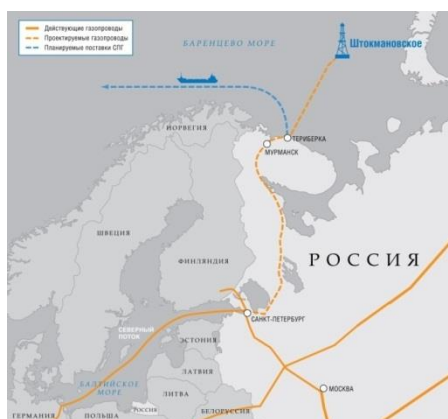 Действующие газопроводы
Проектируемые газопроводы
Планируемые поставки СПГ
БАРЕНЦЕВО МОРЕ
Штокмановское
НОРВЕГИЯ
ТЕРИБЕРКА
МУРМАНСК
ШВЕЦИЯ
ФИНЛЯНДИЯ
РОССИЯ
САНКТ-ПЕТЕРБУРГ
СЕВЕРНЫЙ
ПОТОК
ЭСТОНИЯ
ЛАТВИЯ
БАЛТИЙСКОЕ
МОРЕ
ЛИТВА
МОСКВА
РОССИЯ
ГЕРМАНИЯ
ПОЛЬША
БЕЛОРУССИЯ